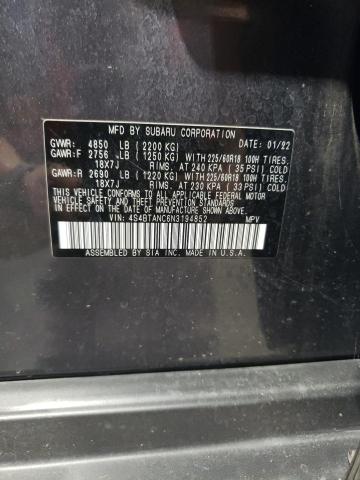 MFD BY SUBARU CORPORATION DATE: 01/22
GVWR: 4850 LB (2200 KG)
GAWR:F 2756 LB (1250 KG) WITH 225/60R18 100H TIRES,
18X7J RIMS, AT 240 KPA (35 PSI) COLD
GAWR:R 2690 LB (1220 KG) WITH 225/60R18 100H TIRES,
18X7J RIMS, AT 230 KPA (33 PSI) COLD
THIS VEHICLE CONFORMS TO ALL APPLICABLE FEDERAL MOTOR
VEHICLE SAFETY AND THEFT PREVENTION STANDARDS IN
EFFECT ON THE DATE OF MANUFACTURE SHOWN ABOVE.
VIN: 4S4BTANC6N3194852 MPV
ASSEMBLED BY SIA INC. MADE IN U.S.A.